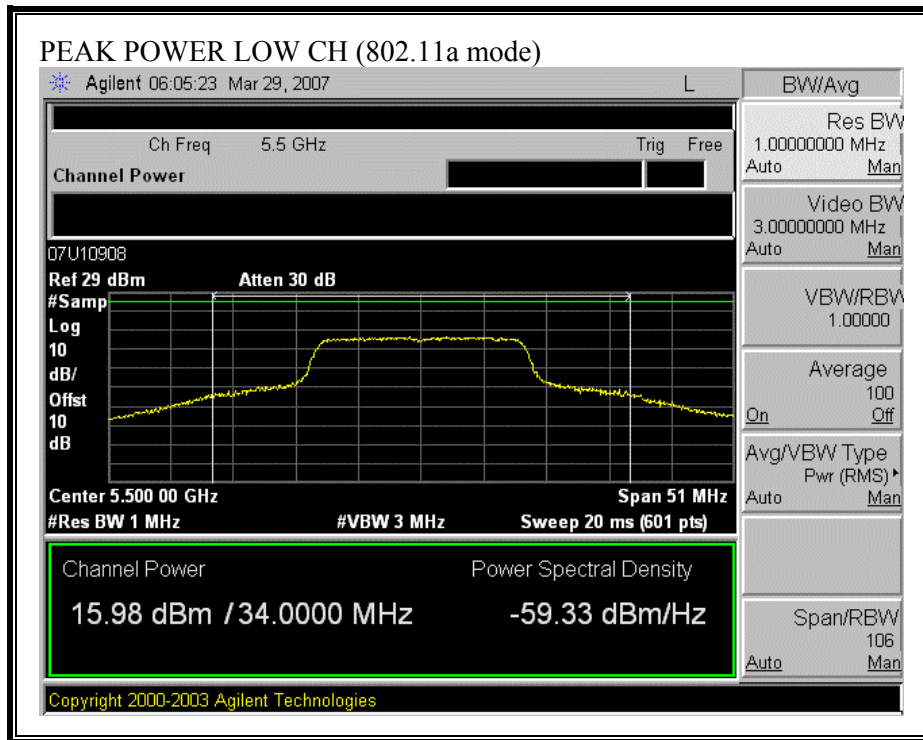 PEAK POWER LOW CH (802.11a mode)
Agilent 06:05:23 Mar 29, 2007 L
Ch Freq 5.5 GHz Trig Free
Channel Power
07U10908
Ref 29 dBm Atten 30 dB
#Samp
Log
10
dB/
Offst
10
dB
Center 5.500 00 GHz Span 51 MHz
#Res BW 1 MHz #VBW 3 MHz Sweep 20 ms (601 pts)
Channel Power Power Spectral Density
15.98 dBm / 34.0000 MHz -59.33 dBm/Hz
Copyright 2000-2003 Agilent Technologies
BW/Avg
Res BW
1.00000000 MHz
Auto Man
Video BW
3.00000000 MHz
Auto Man
VBW/RBW
1.00000
Average
100
On Off
Avg/VBW Type
Pwr (RMS)
Auto Man
Span/RBW
106
Auto Man